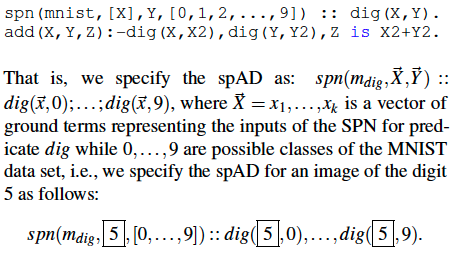 spn(mnist,[X],Y,[0,1,2,...,9]) :: dig(X,Y).
add(X,Y,Z):-dig(X,X2),dig(Y,Y2),Z is X2+Y2.
That is, we specify the spAD as: spn(m_dig,X⃗,Y⃗) ::
dig(x⃗,0);...;dig(x⃗,9), where X⃗ = x₁,...,xₖ is a vector of
ground terms representing the inputs of the SPN for pred-
icate dig while 0,...,9 are possible classes of the MNIST
data set, i.e., we specify the spAD for an image of the digit
5 as follows:
spn(m_dig, 5 ,[0,...,9]) :: dig( 5 ,0),...,dig( 5 ,9).